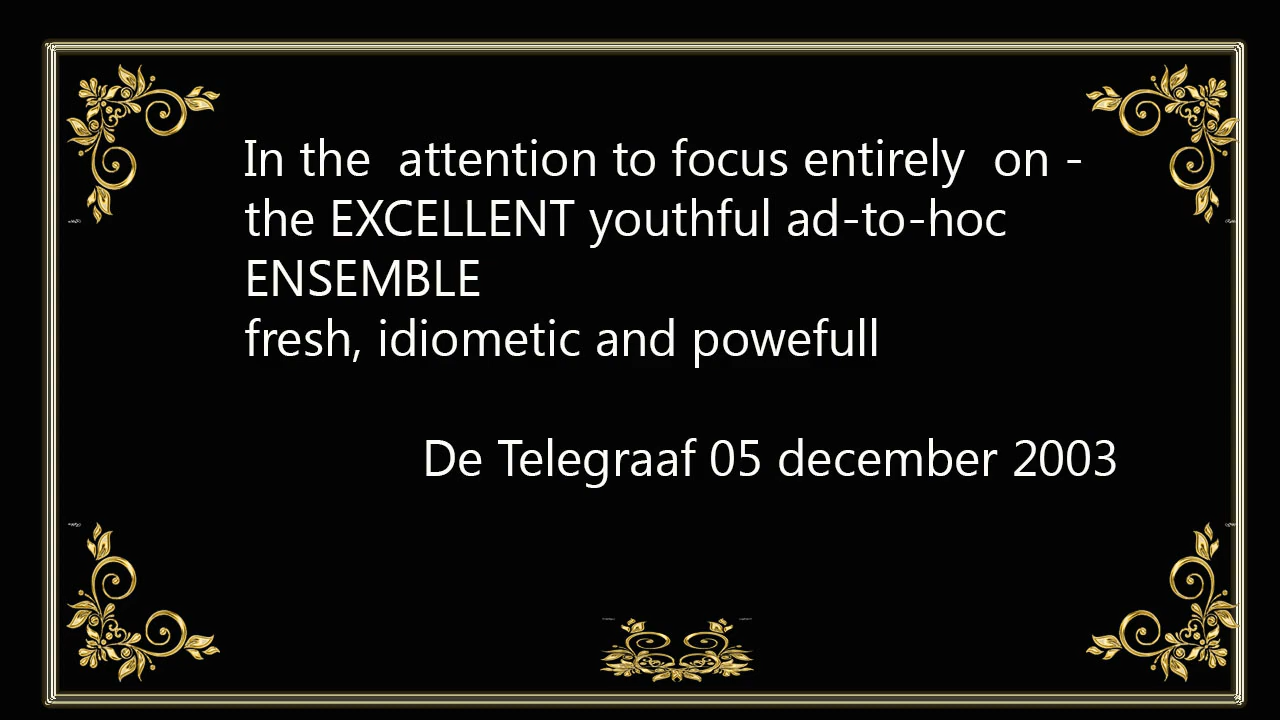 In the  attention to focus entirely  on -
the EXCELLENT youthful ad-to-hoc
ENSEMBLE
fresh, idiometic and powefull
De Telegraaf 05 december 2003